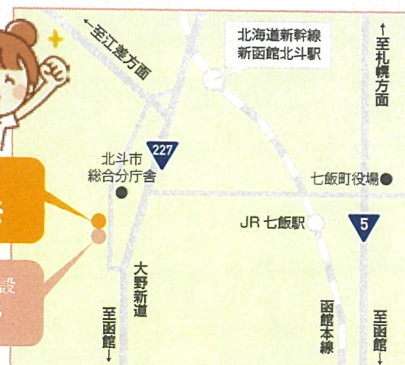 ←至江差方面
北海道新幹線
新函館北斗駅
←至札幌方面
227
北斗市
総合分庁舎
七飯町役場
JR 七飯駅
5
設
大野新道
至函館→
函館本線
至函館→